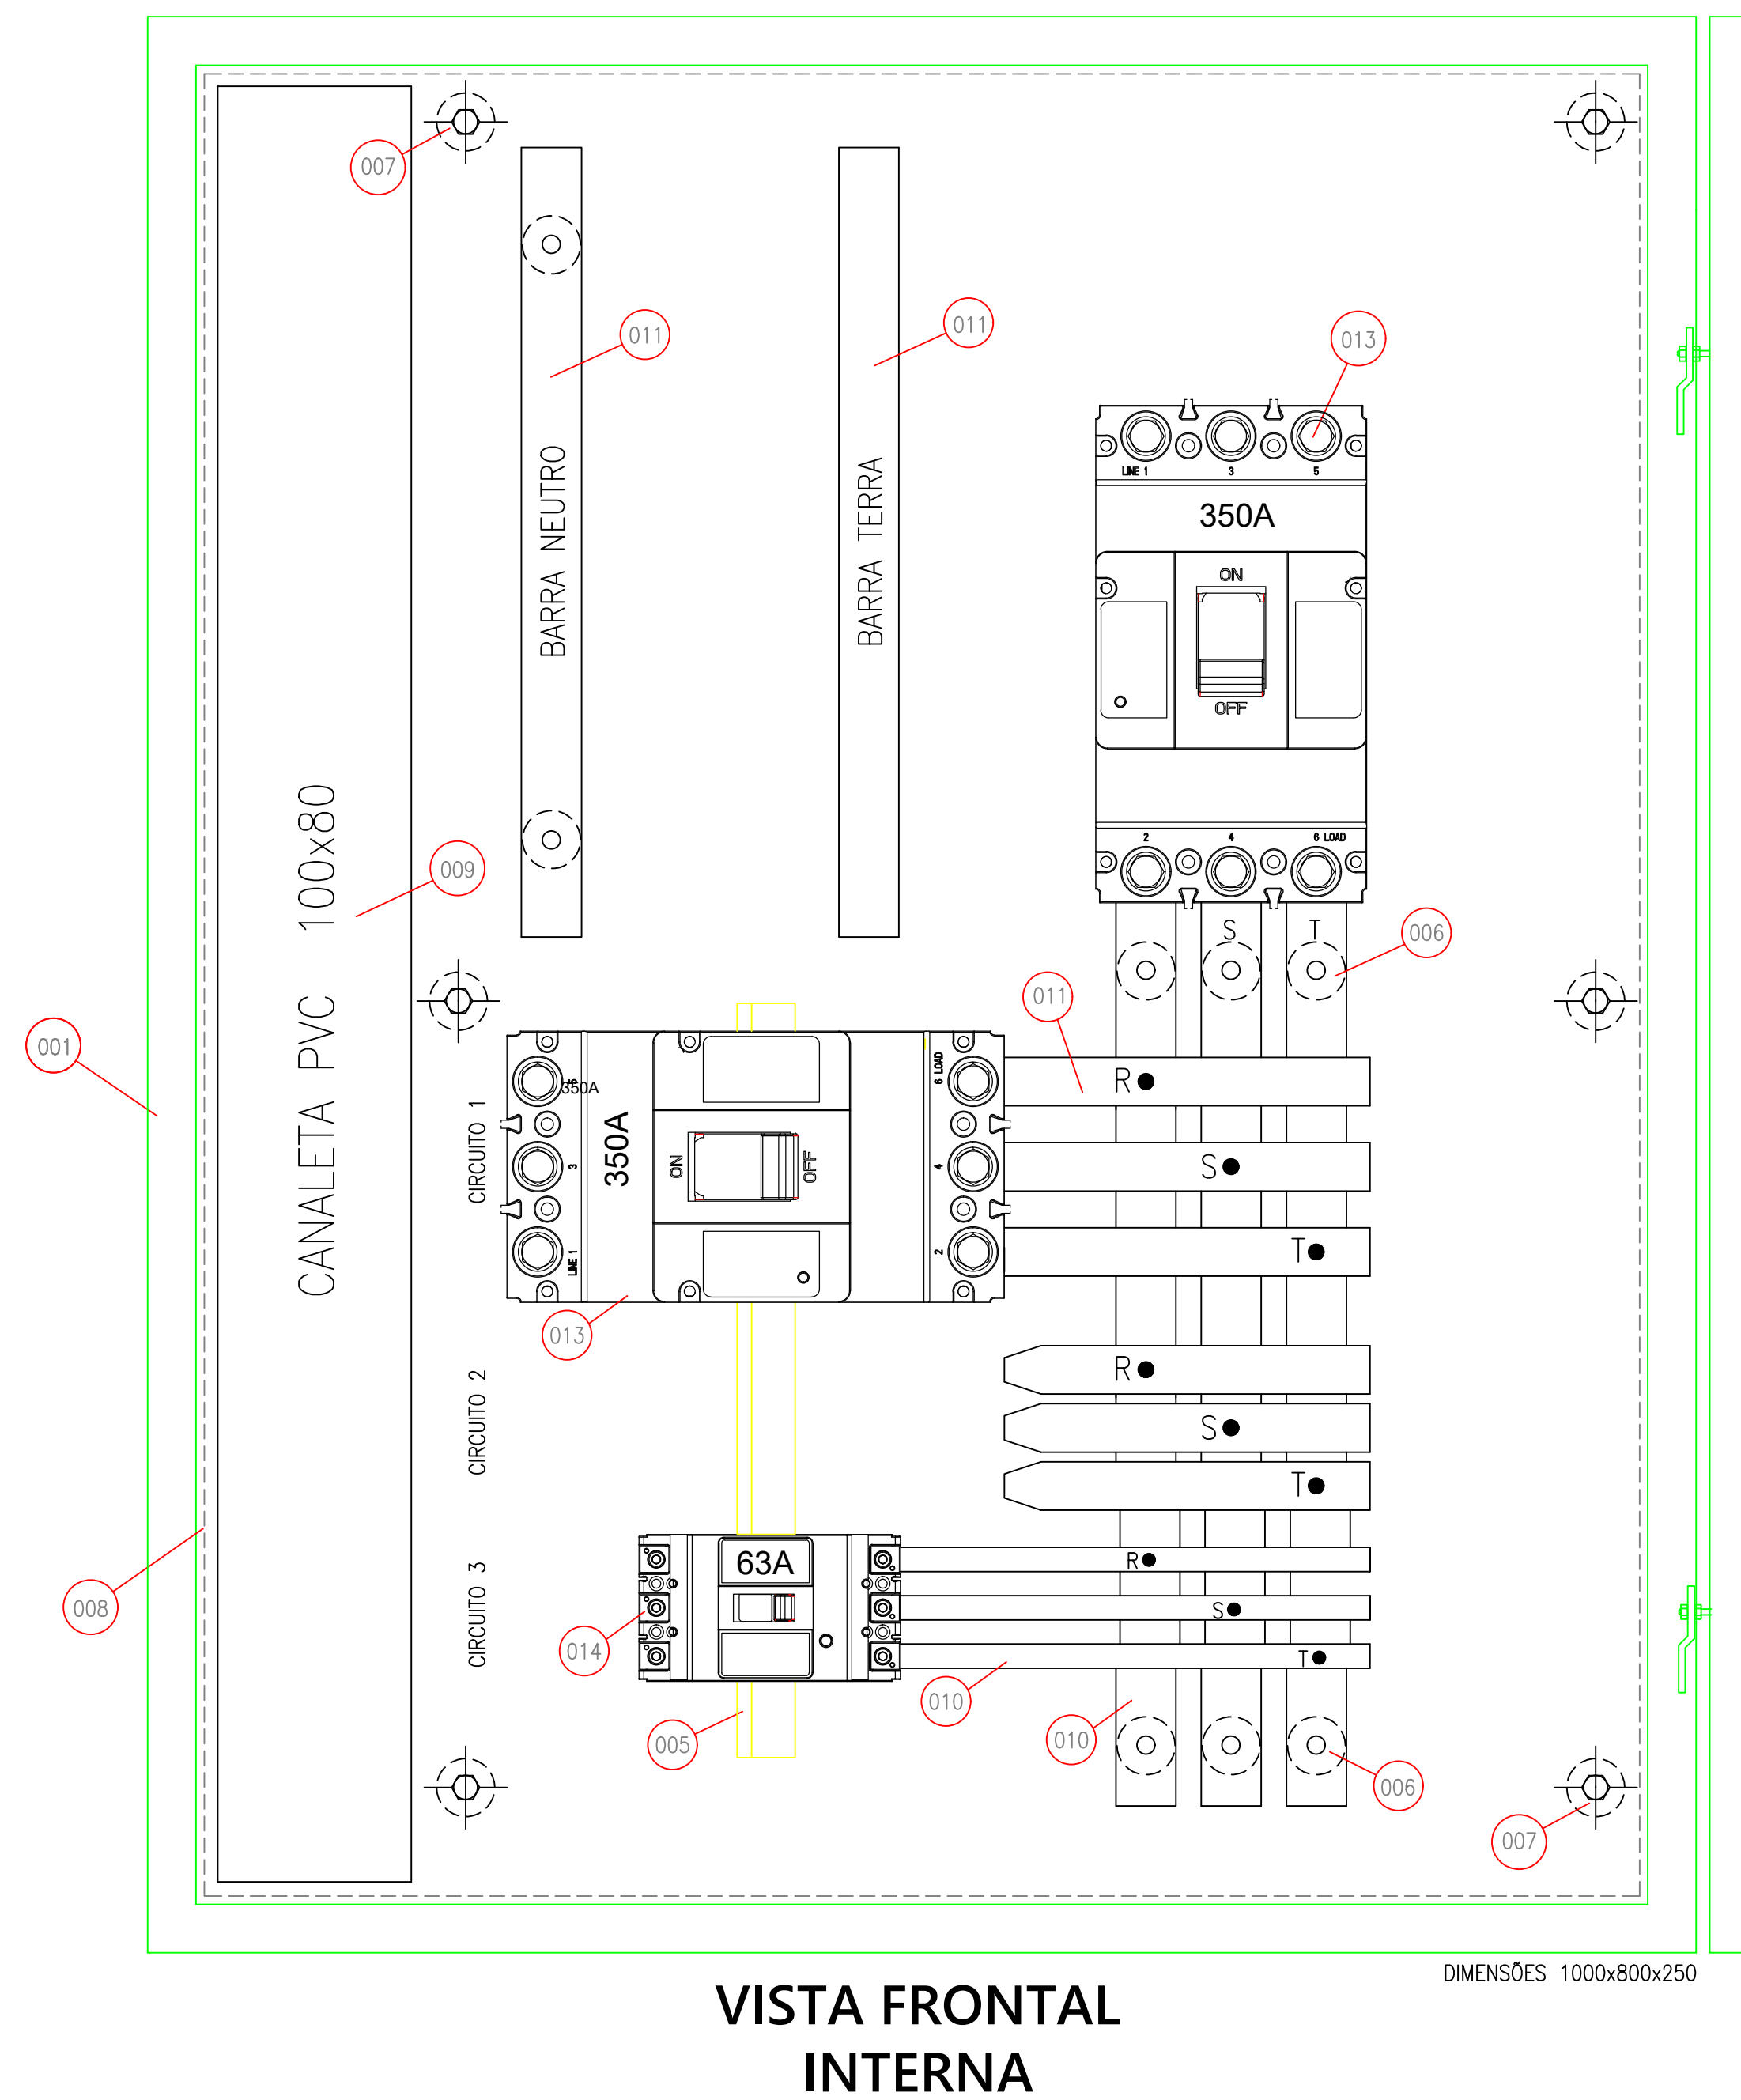 007
011
011
013
LINE 1
3
5
350A
ON
OFF
BARRA NEUTRO
BARRA TERRA
2
4
6 LOAD
CANALETA PVC 100x80
009
S
T
006
011
001
CIRCUITO 1
5
350A
3
LINE 1
350A
ON
OFF
6 LOAD
4
2
R
S
T
013
CIRCUITO 2
R
S
T
008
CIRCUITO 3
63A
R
S
T
014
010
005
010
006
007
DIMENSÕES 1000x800x250
VISTA FRONTAL
INTERNA